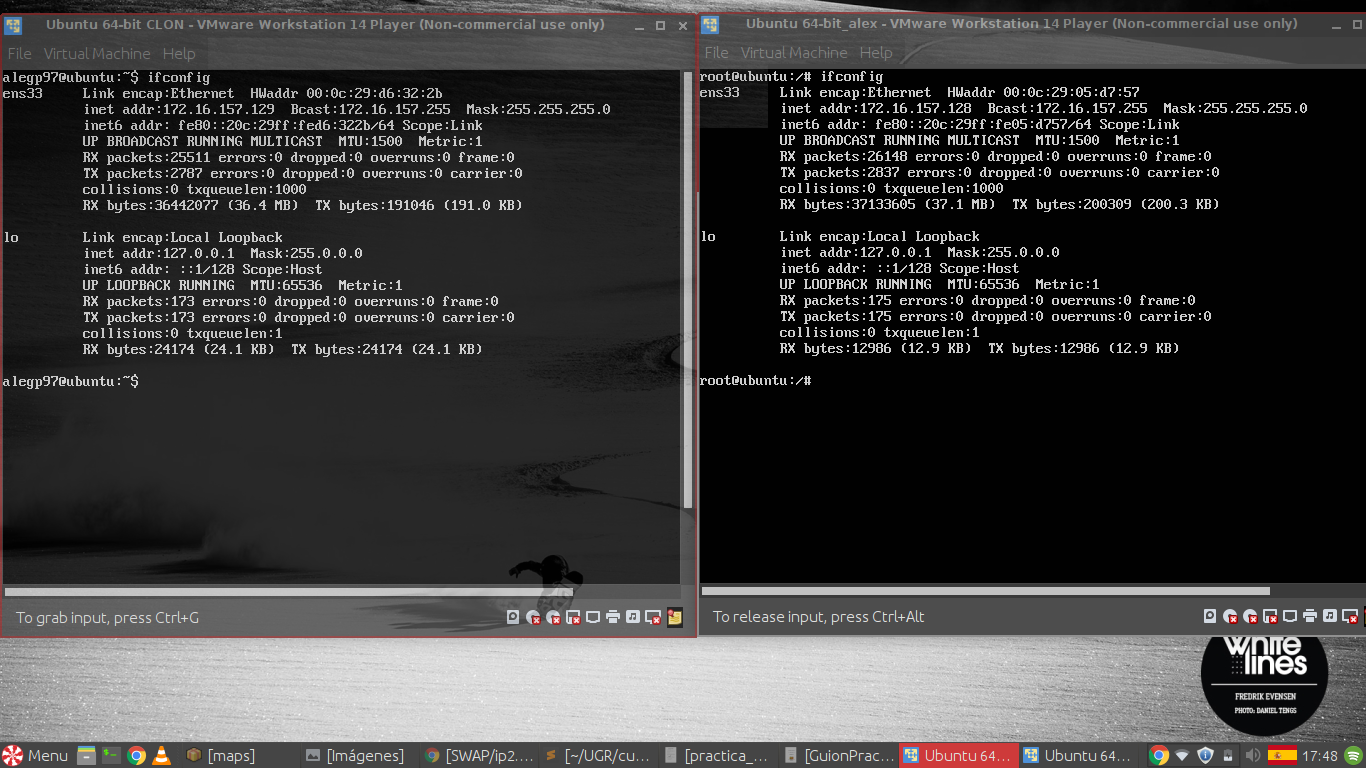 Ubuntu 64-bit CLON - VMware Workstation 14 Player (Non-commercial use only)
File Virtual Machine Help
alegp97@ubuntu:~$ ifconfig
ens33 Link encap:Ethernet HWaddr 00:0c:29:d6:32:2b
inet addr:172.16.157.129 Bcast:172.16.157.255 Mask:255.255.255.0
inet6 addr: fe80::20c:29ff:fed6:322b/64 Scope:Link
UP BROADCAST RUNNING MULTICAST MTU:1500 Metric:1
RX packets:25511 errors:0 dropped:0 overruns:0 frame:0
TX packets:2787 errors:0 dropped:0 overruns:0 carrier:0
collisions:0 txqueuelen:1000
RX bytes:36442077 (36.4 MB) TX bytes:191046 (191.0 KB)
lo Link encap:Local Loopback
inet addr:127.0.0.1 Mask:255.0.0.0
inet6 addr: ::1/128 Scope:Host
UP LOOPBACK RUNNING MTU:65536 Metric:1
RX packets:173 errors:0 dropped:0 overruns:0 frame:0
TX packets:173 errors:0 dropped:0 overruns:0 carrier:0
collisions:0 txqueuelen:1
RX bytes:24174 (24.1 KB) TX bytes:24174 (24.1 KB)
alegp97@ubuntu:~$
To grab input, press Ctrl+G
Ubuntu 64-bit_alex - VMware Workstation 14 Player (Non-commercial use only)
File Virtual Machine Help
root@ubuntu:/# ifconfig
ens33 Link encap:Ethernet HWaddr 00:0c:29:05:d7:57
inet addr:172.16.157.128 Bcast:172.16.157.255 Mask:255.255.255.0
inet6 addr: fe80::20c:29ff:fe05:d757/64 Scope:Link
UP BROADCAST RUNNING MULTICAST MTU:1500 Metric:1
RX packets:26148 errors:0 dropped:0 overruns:0 frame:0
TX packets:2837 errors:0 dropped:0 overruns:0 carrier:0
collisions:0 txqueuelen:1000
RX bytes:37133605 (37.1 MB) TX bytes:200309 (200.3 KB)
lo Link encap:Local Loopback
inet addr:127.0.0.1 Mask:255.0.0.0
inet6 addr: ::1/128 Scope:Host
UP LOOPBACK RUNNING MTU:65536 Metric:1
RX packets:175 errors:0 dropped:0 overruns:0 frame:0
TX packets:175 errors:0 dropped:0 overruns:0 carrier:0
collisions:0 txqueuelen:1
RX bytes:12986 (12.9 KB) TX bytes:12986 (12.9 KB)
root@ubuntu:/#
To release input, press Ctrl+Alt
WHITE
LINES
FREDRIK EVENSEN
PHOTO: DANIEL TENGS
Menu [maps] [Imágenes] [SWAP/ip2.... [~/UGR/cu... [practica_... [GuionPrac... Ubuntu 64... Ubuntu 64... 17:48